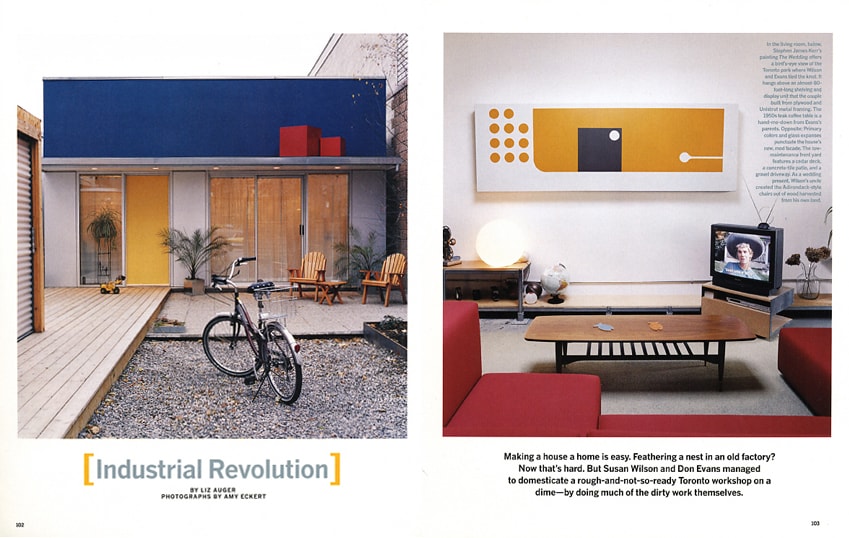 [Industrial Revolution]
BY LIZ AUGER
PHOTOGRAPHS BY AMY ECKERT
102
In the living room, below,
Stephen James-Kerr's
painting The Wedding offers
a bird's-eye view of the
Toronto park where Wilson
and Evans tied the knot. It
hangs above an almost-
foot-long shelving and
display unit that the couple
built from plywood and
Unistrut metal framing. The
1950s teak coffee table is a
hand-me-down from Evans's
parents. Opposite: Primary
colors and glass expanses
punctuate the house's
new, mod facade. The low-
maintenance front yard
features a cedar deck,
a concrete-tile patio, and a
gravel driveway. As a wedding
present, Wilson's uncle
created the Adirondack-style
chairs out of wood harvested
from his own land.
Making a house a home is easy. Feathering a nest in an old factory?
Now that's hard. But Susan Wilson and Don Evans managed
to domesticate a rough-and-not-so-ready Toronto workshop on a
dime—by doing much of the dirty work themselves.
103